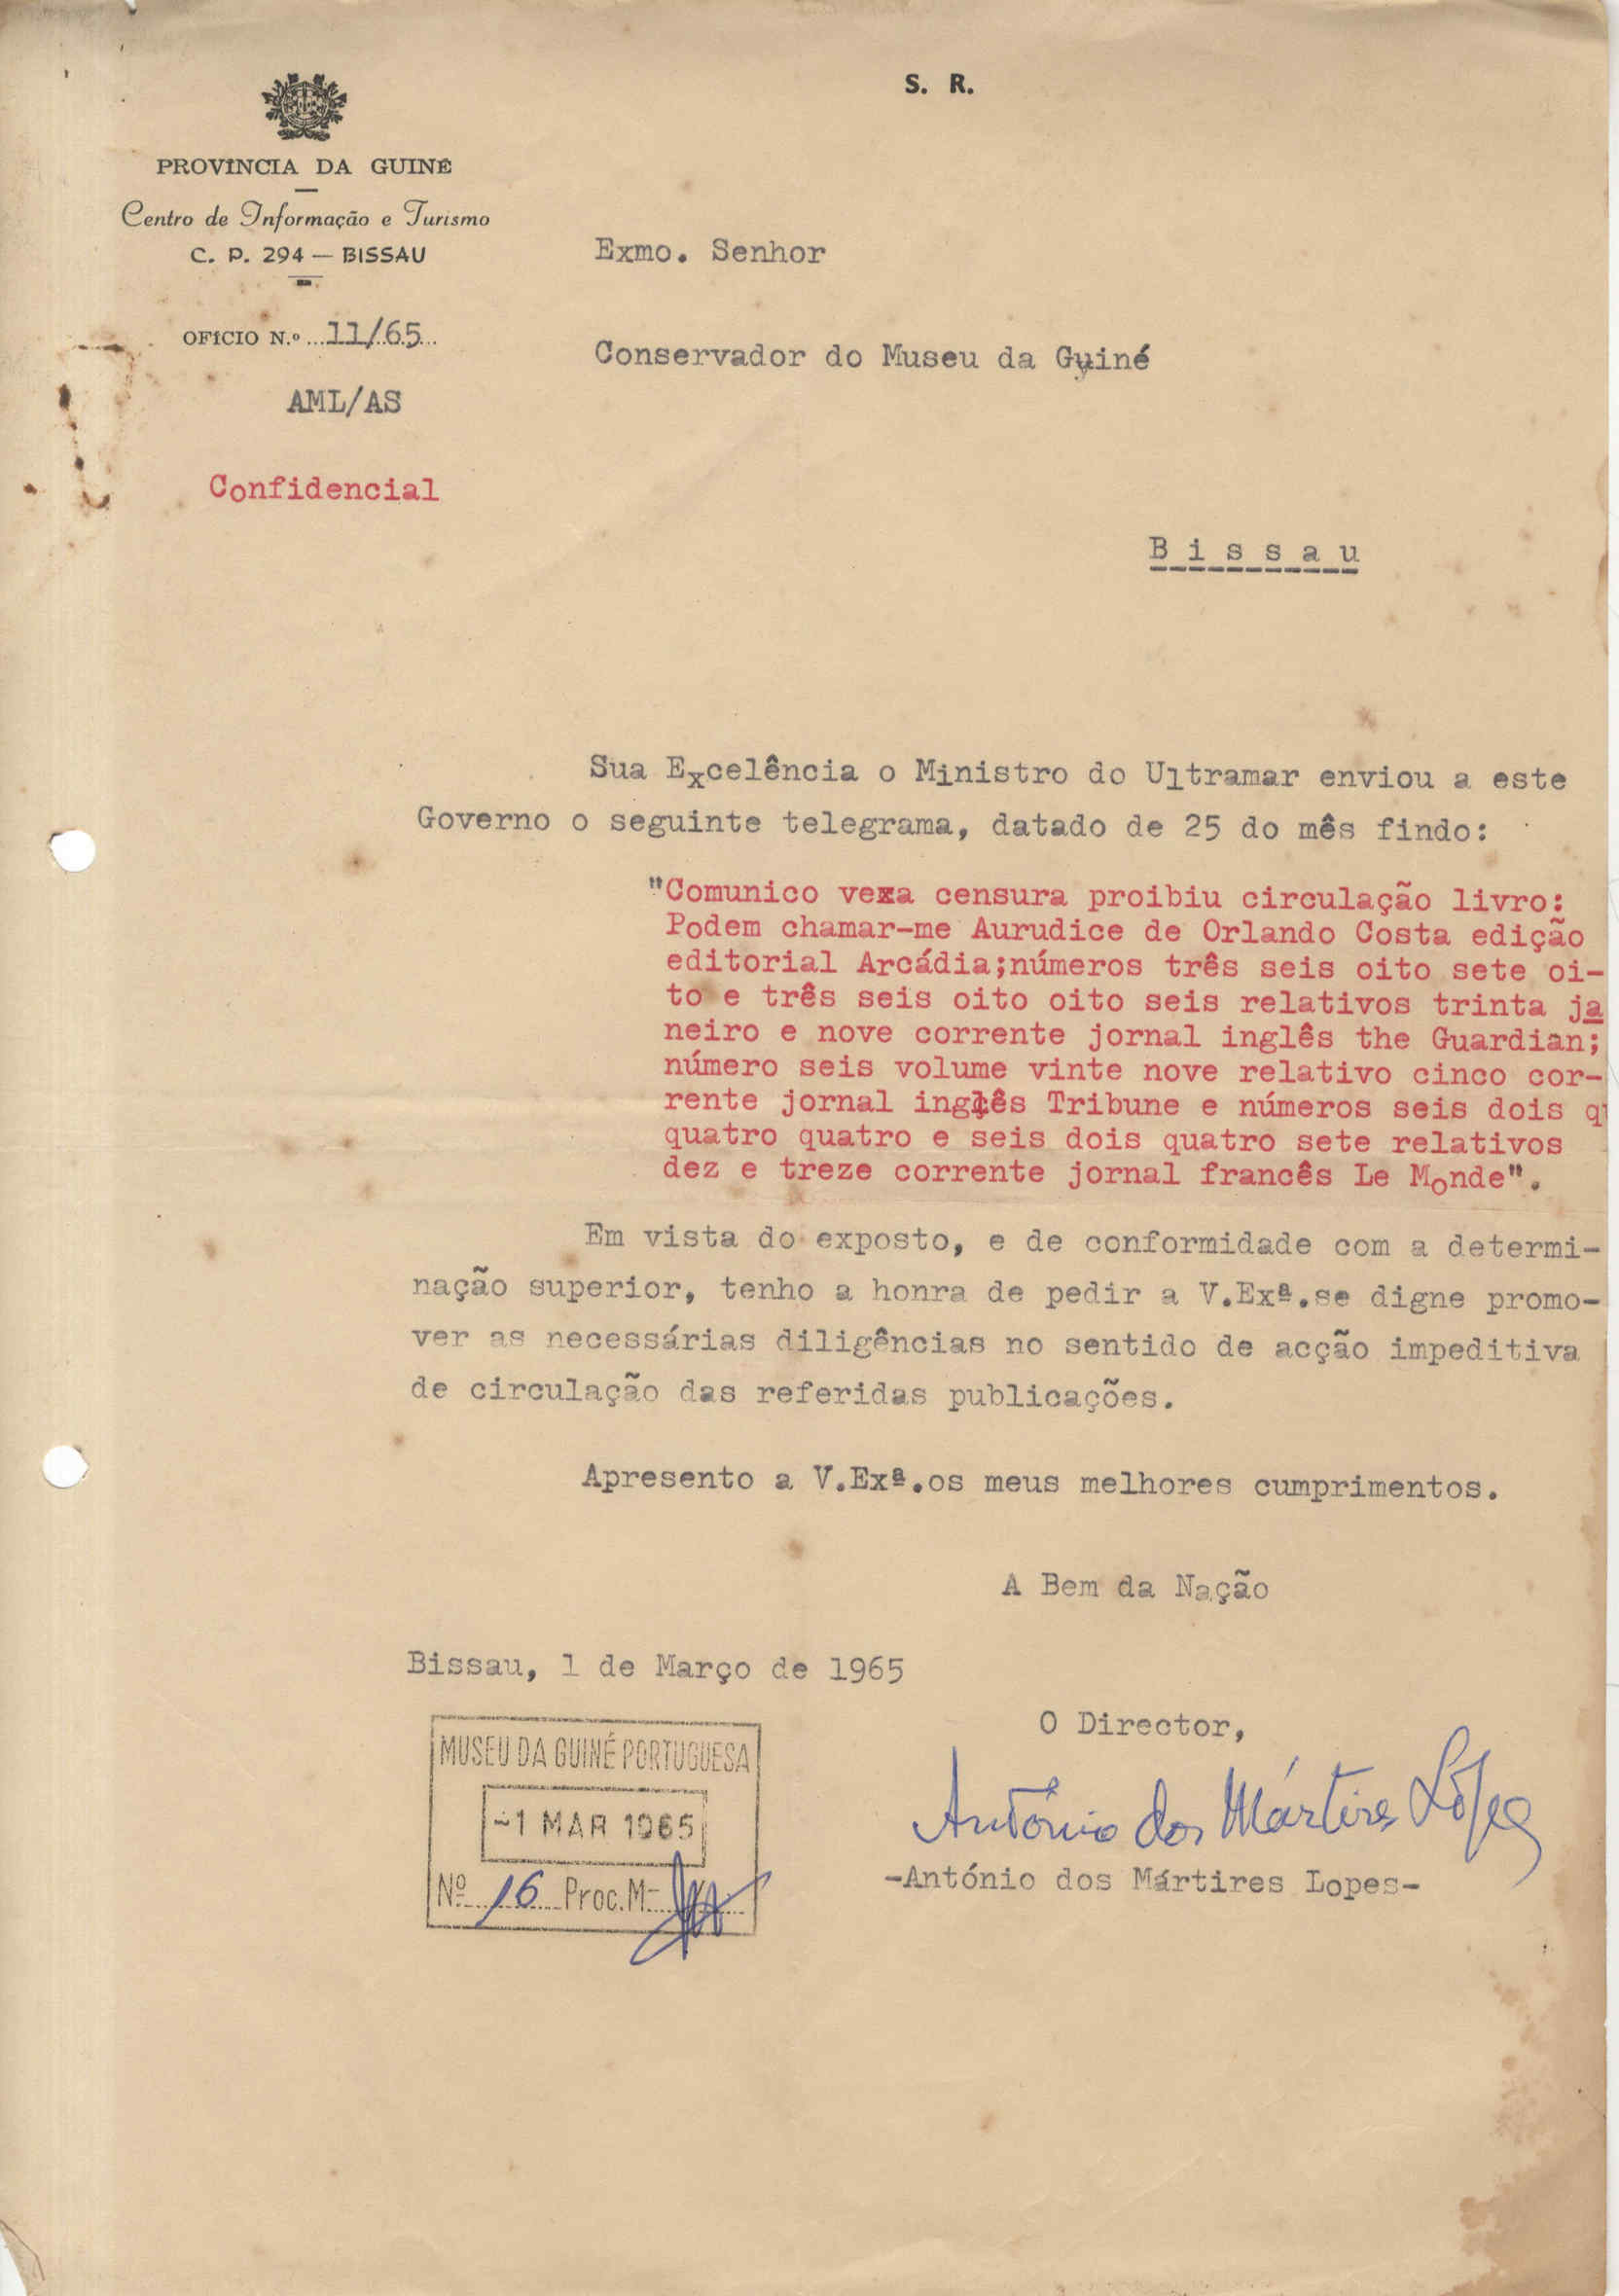 S. R.
PROVÍNCIA DA GUINÉ
Centro de Informação e Turismo
C. P. 294 — BISSAU
OFÍCIO N.º 11/65
AML/AS
Confidencial
Exmo. Senhor
Conservador do Museu da Guiné
Bissau
Sua Excelência o Ministro do Ultramar enviou a este
Governo o seguinte telegrama, datado de 25 do mês findo:
"Comunico vexa censura proibiu circulação livro:
Podem chamar-me Aurudice de Orlando Costa edição
editorial Arcádia;números três seis oito sete oi-
to e três seis oito oito seis relativos trinta ja
neiro e nove corrente jornal inglês the Guardian;
número seis volume vinte nove relativo cinco cor-
rente jornal inglês Tribune e números seis dois
quatro quatro e seis dois quatro sete relativos
dez e treze corrente jornal francês Le Monde".
Em vista do exposto, e de conformidade com a determi-
nação superior, tenho a honra de pedir a V.Exª.se digne promo-
ver as necessárias diligências no sentido de acção impeditiva
de circulação das referidas publicações.
Apresento a V.Exª.os meus melhores cumprimentos.
A Bem da Nação
Bissau, 1 de Março de 1965
O Director,
António dos Mártires Lopes
-António dos Mártires Lopes-
MUSEU DA GUINÉ PORTUGUESA
-1 MAR 1965
Nº 16 Proc. M-